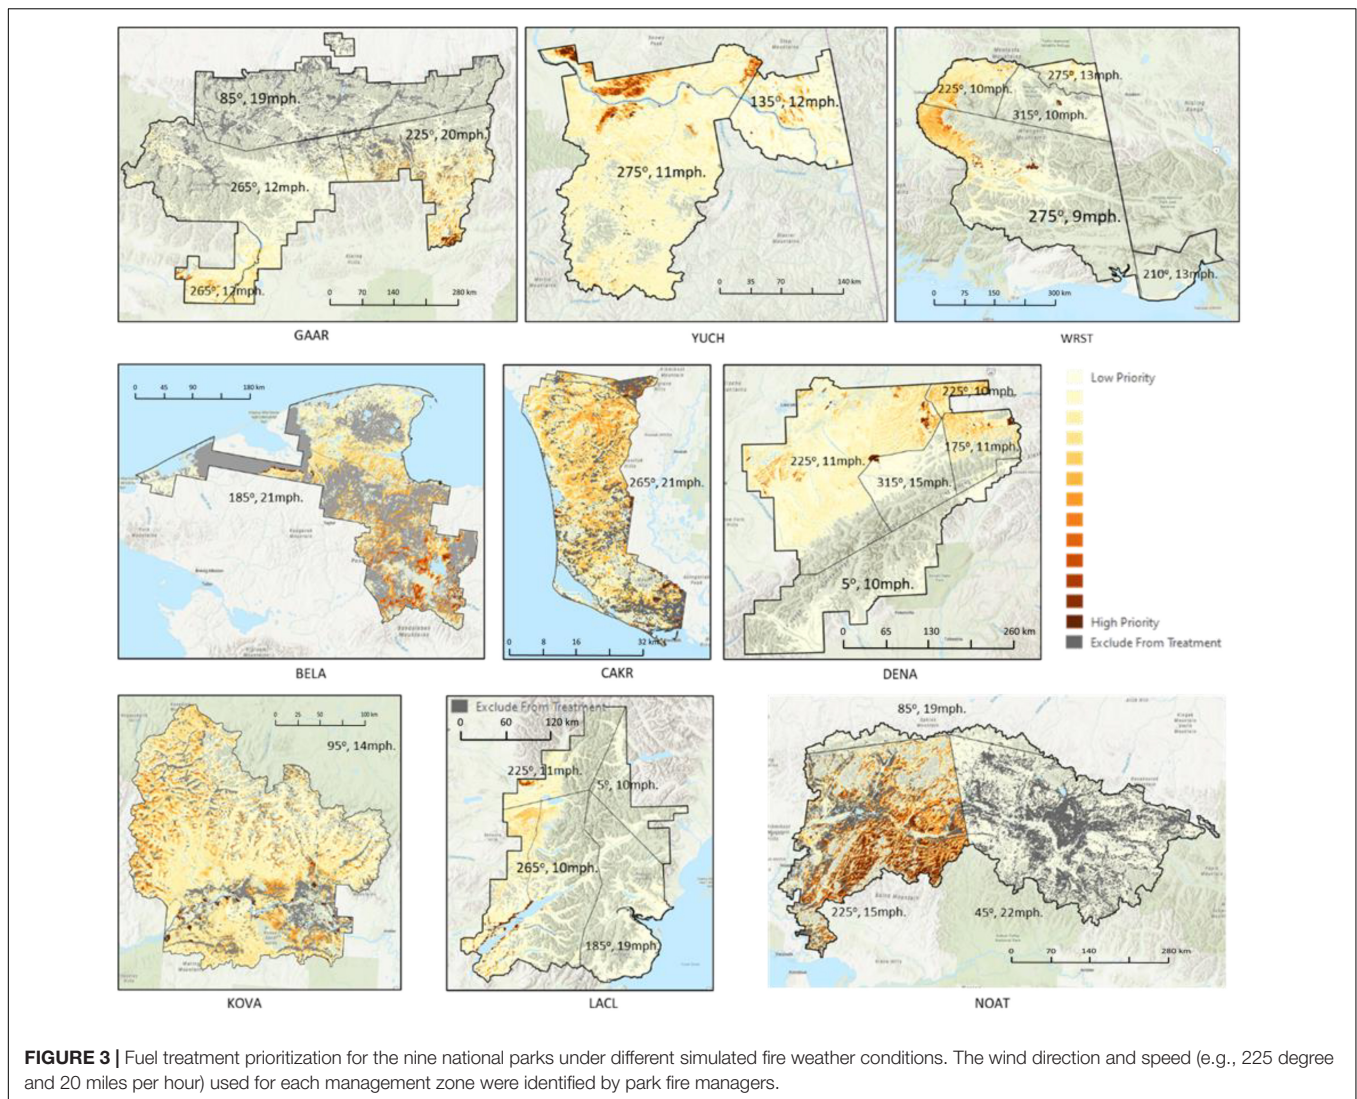 85°, 19mph.
225°, 20mph.
265°, 12mph.
265°, 12mph.
0 70 140 280 km
GAAR
135°, 12mph.
275°, 11mph.
0 35 70 140 km
YUCH
275°, 13mph.
225°, 10mph.
315°, 10mph.
275°, 9mph.
210°, 13mph.
0 75 150 300 km
WRST
0 45 90 180 km
185°, 21mph.
BELA
265°, 21mph.
0 8 16 32 km
CAKR
225°, 10mph.
175°, 11mph.
225°, 11mph.
315°, 15mph.
5°, 10mph.
0 65 130 260 km
DENA
Low Priority
High Priority
Exclude From Treatment
0 25 50 100 km
95°, 14mph.
KOVA
Exclude From Treatment
0 60 120 km
225°, 11mph.
5°, 10mph.
265°, 10mph.
185°, 19mph.
LACL
85°, 19mph.
225°, 15mph.
45°, 22mph.
0 70 140 280 km
NOAT
FIGURE 3 | Fuel treatment prioritization for the nine national parks under different simulated fire weather conditions. The wind direction and speed (e.g., 225 degree
and 20 miles per hour) used for each management zone were identified by park fire managers.